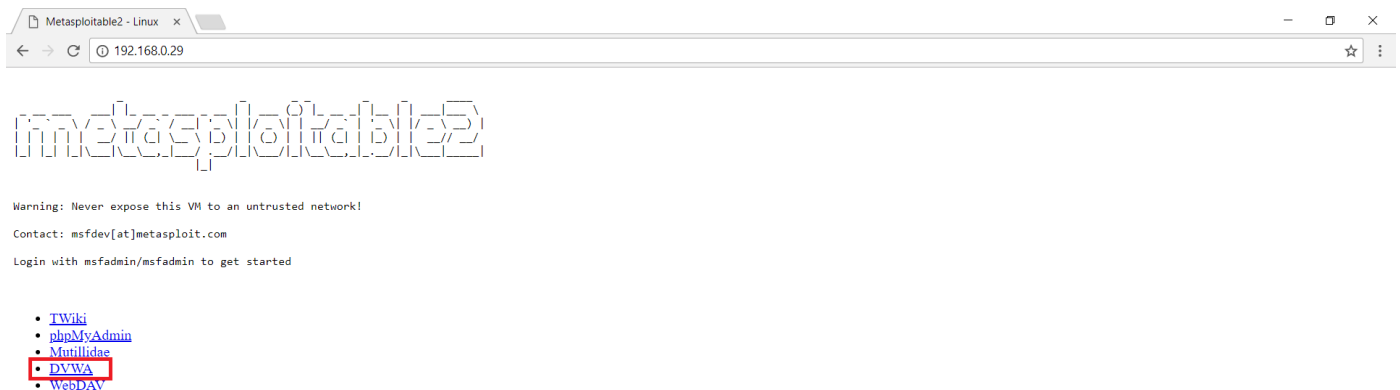 Metasploitable2 - Linux
192.168.0.29
metasploitable2
Warning: Never expose this VM to an untrusted network!
Contact: msfdev[at]metasploit.com
Login with msfadmin/msfadmin to get started
TWiki
phpMyAdmin
Mutillidae
DVWA
WebDAV